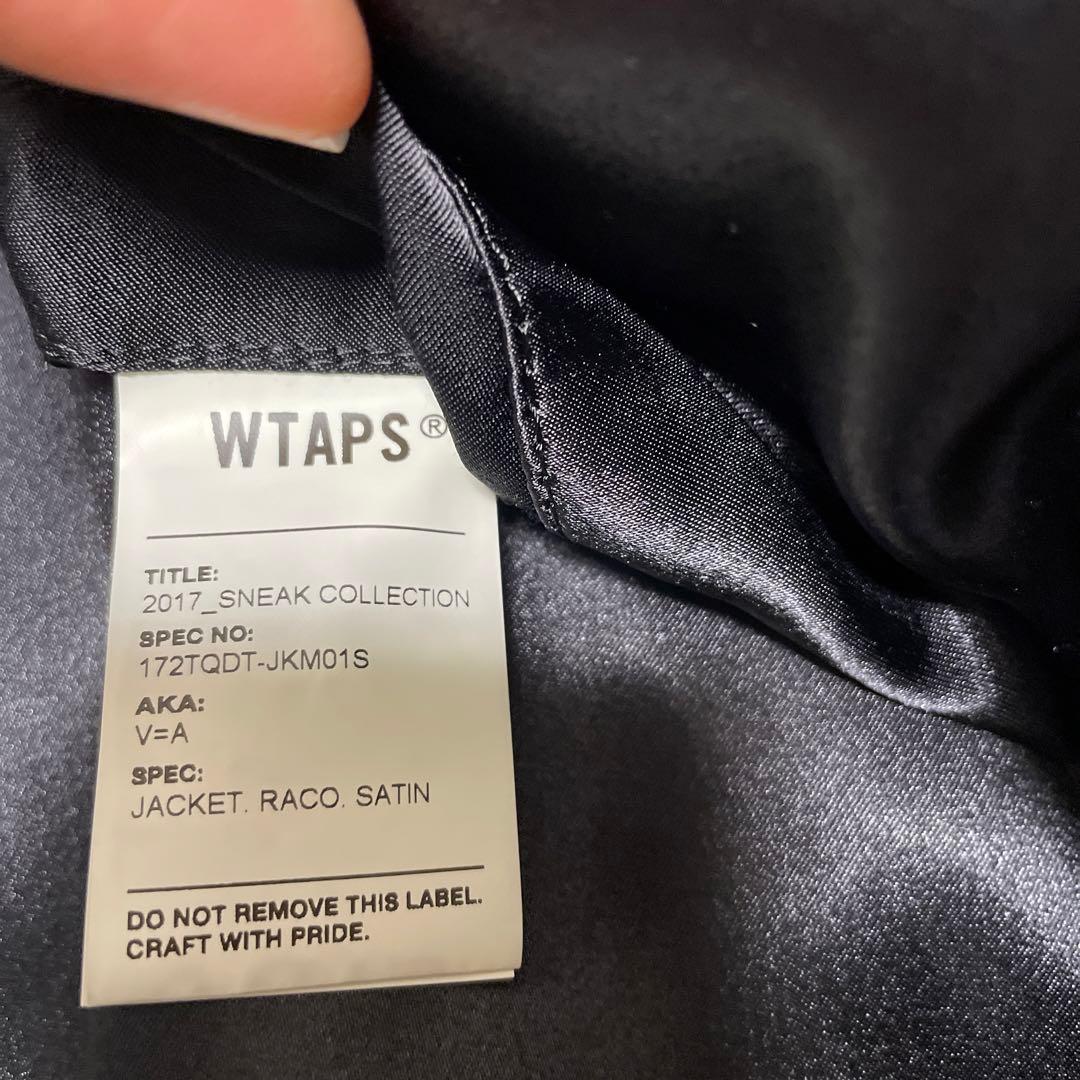 WTAPS®
TITLE:
2017_SNEAK COLLECTION
SPEC NO:
172TQDT-JKM01S
AKA:
V=A
SPEC:
JACKET. RACO. SATIN
DO NOT REMOVE THIS LABEL.
CRAFT WITH PRIDE.